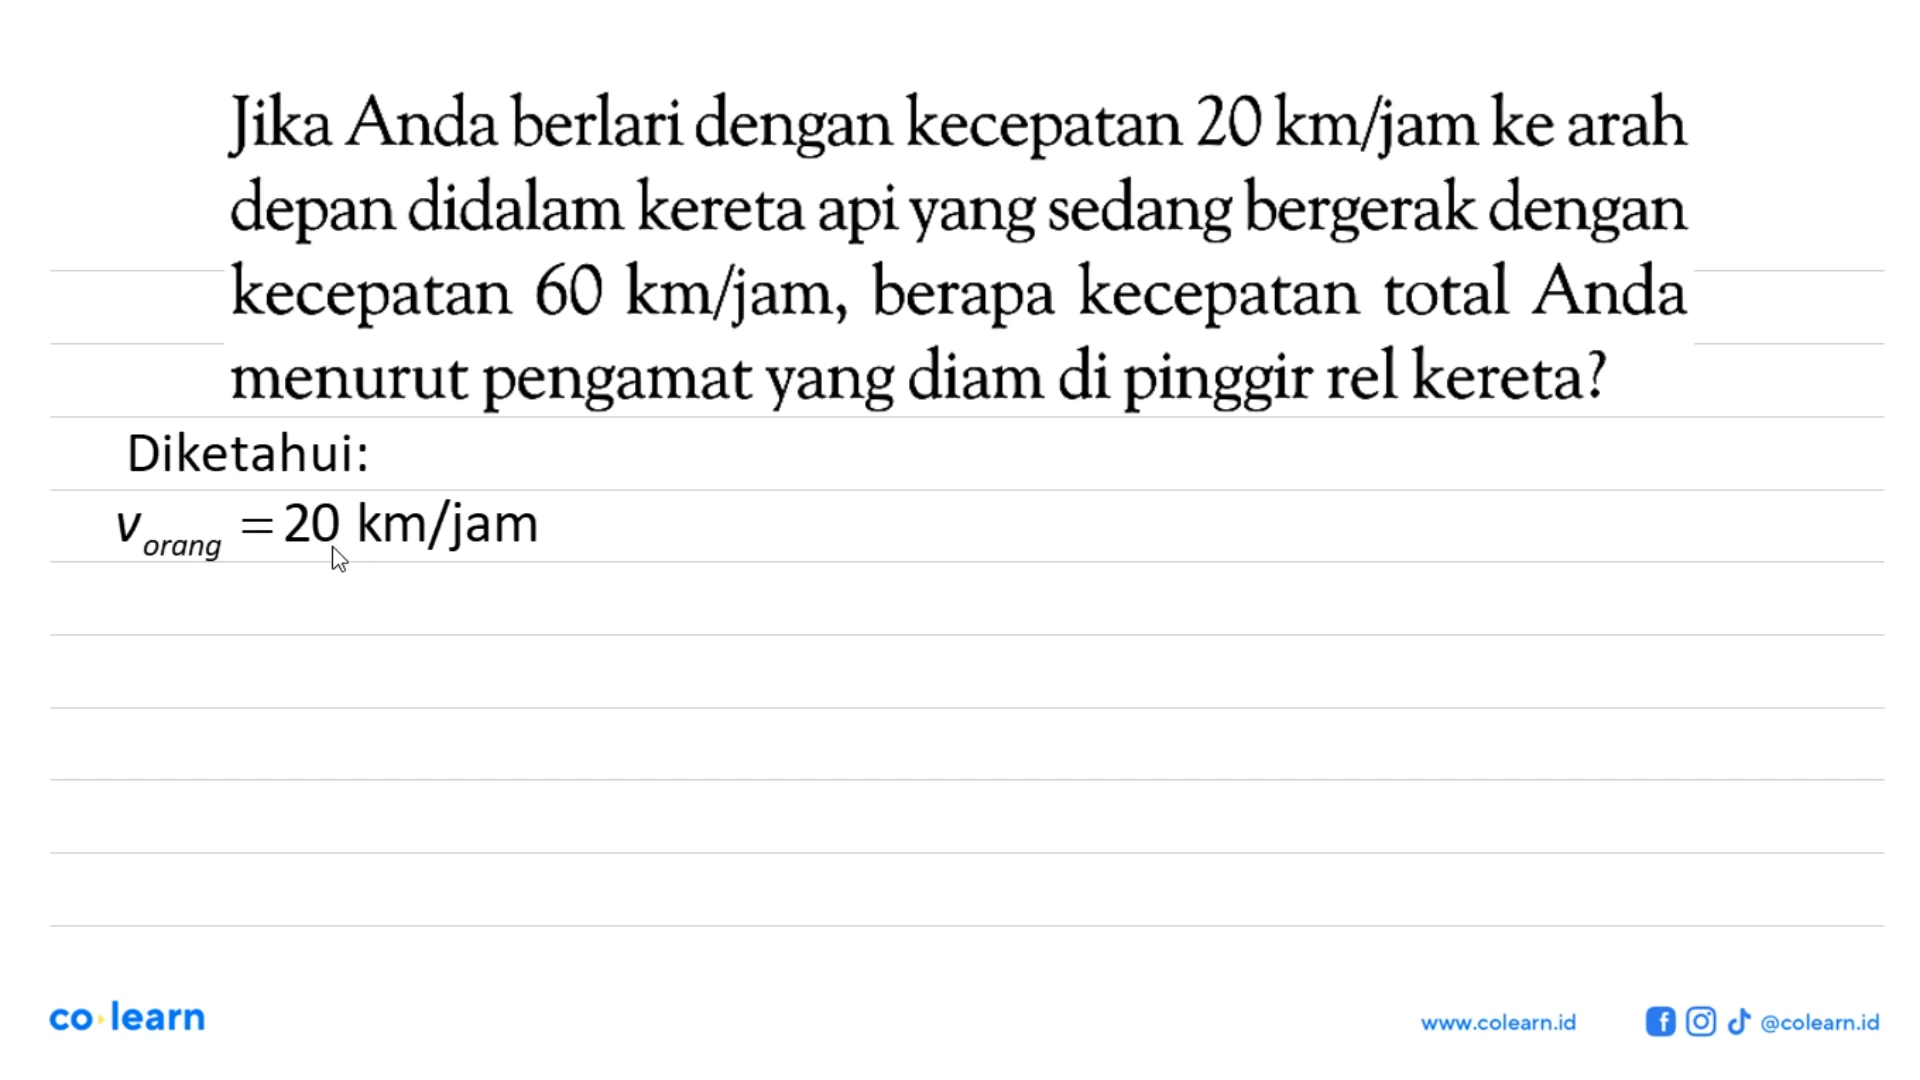 Jika Anda berlari dengan kecepatan 20 km/jam ke arah
depan didalam kereta api yang sedang bergerak dengan
kecepatan 60 km/jam, berapa kecepatan total Anda
menurut pengamat yang diam di pinggir rel kereta?
Diketahui:
v orang = 20 km/jam
co learn
www.colearn.id
@colearn.id